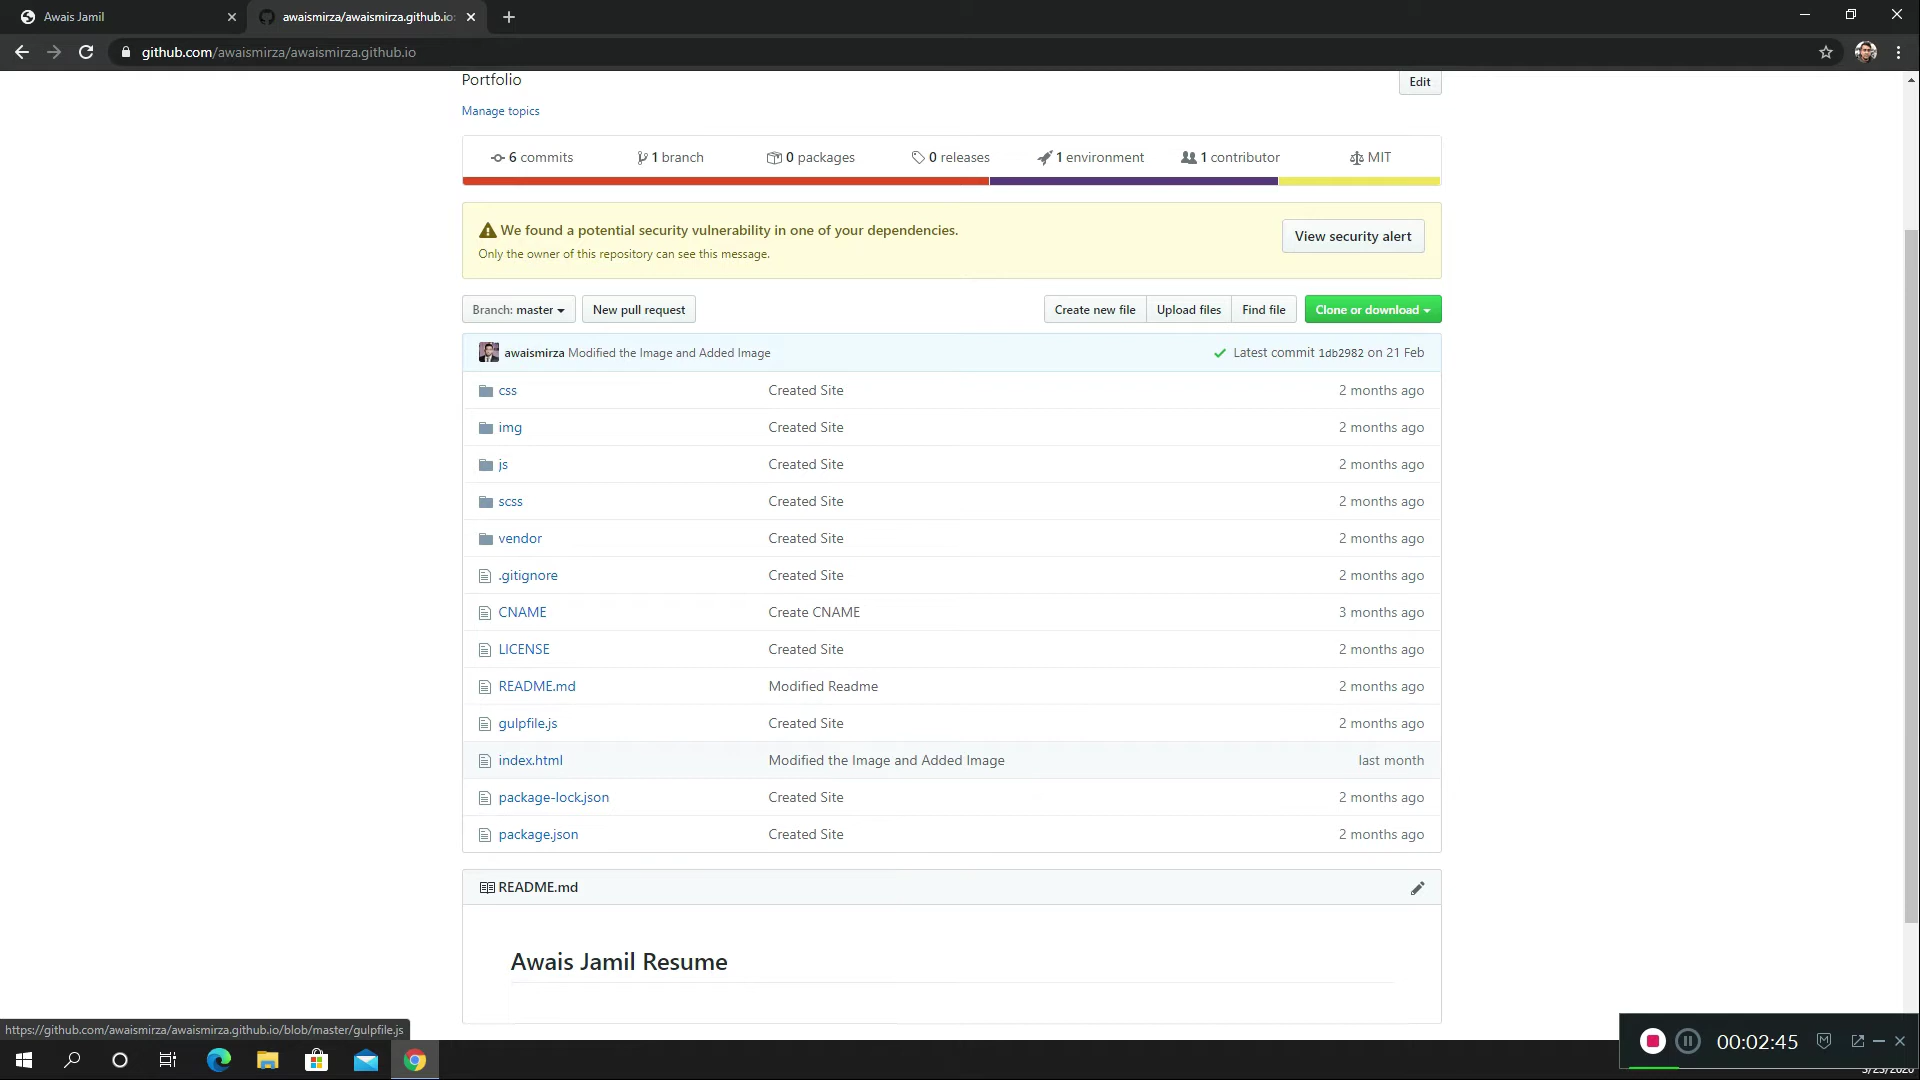 Awais Jamil
awaismirza/awaismirza.github.io:
github.com/awaismirza/awaismirza.github.io
Portfolio
Edit
Manage topics
6 commits
1 branch
0 packages
0 releases
1 environment
1 contributor
MIT
We found a potential security vulnerability in one of your dependencies.
Only the owner of this repository can see this message.
View security alert
Branch: master
New pull request
Create new file
Upload files
Find file
Clone or download
awaismirza Modified the Image and Added Image
Latest commit 1db2982 on 21 Feb
css Created Site 2 months ago
img Created Site 2 months ago
js Created Site 2 months ago
scss Created Site 2 months ago
vendor Created Site 2 months ago
.gitignore Created Site 2 months ago
CNAME Create CNAME 3 months ago
LICENSE Created Site 2 months ago
README.md Modified Readme 2 months ago
gulpfile.js Created Site 2 months ago
index.html Modified the Image and Added Image last month
package-lock.json Created Site 2 months ago
package.json Created Site 2 months ago
README.md
Awais Jamil Resume
https://github.com/awaismirza/awaismirza.github.io/blob/master/gulpfile.js
00:02:45